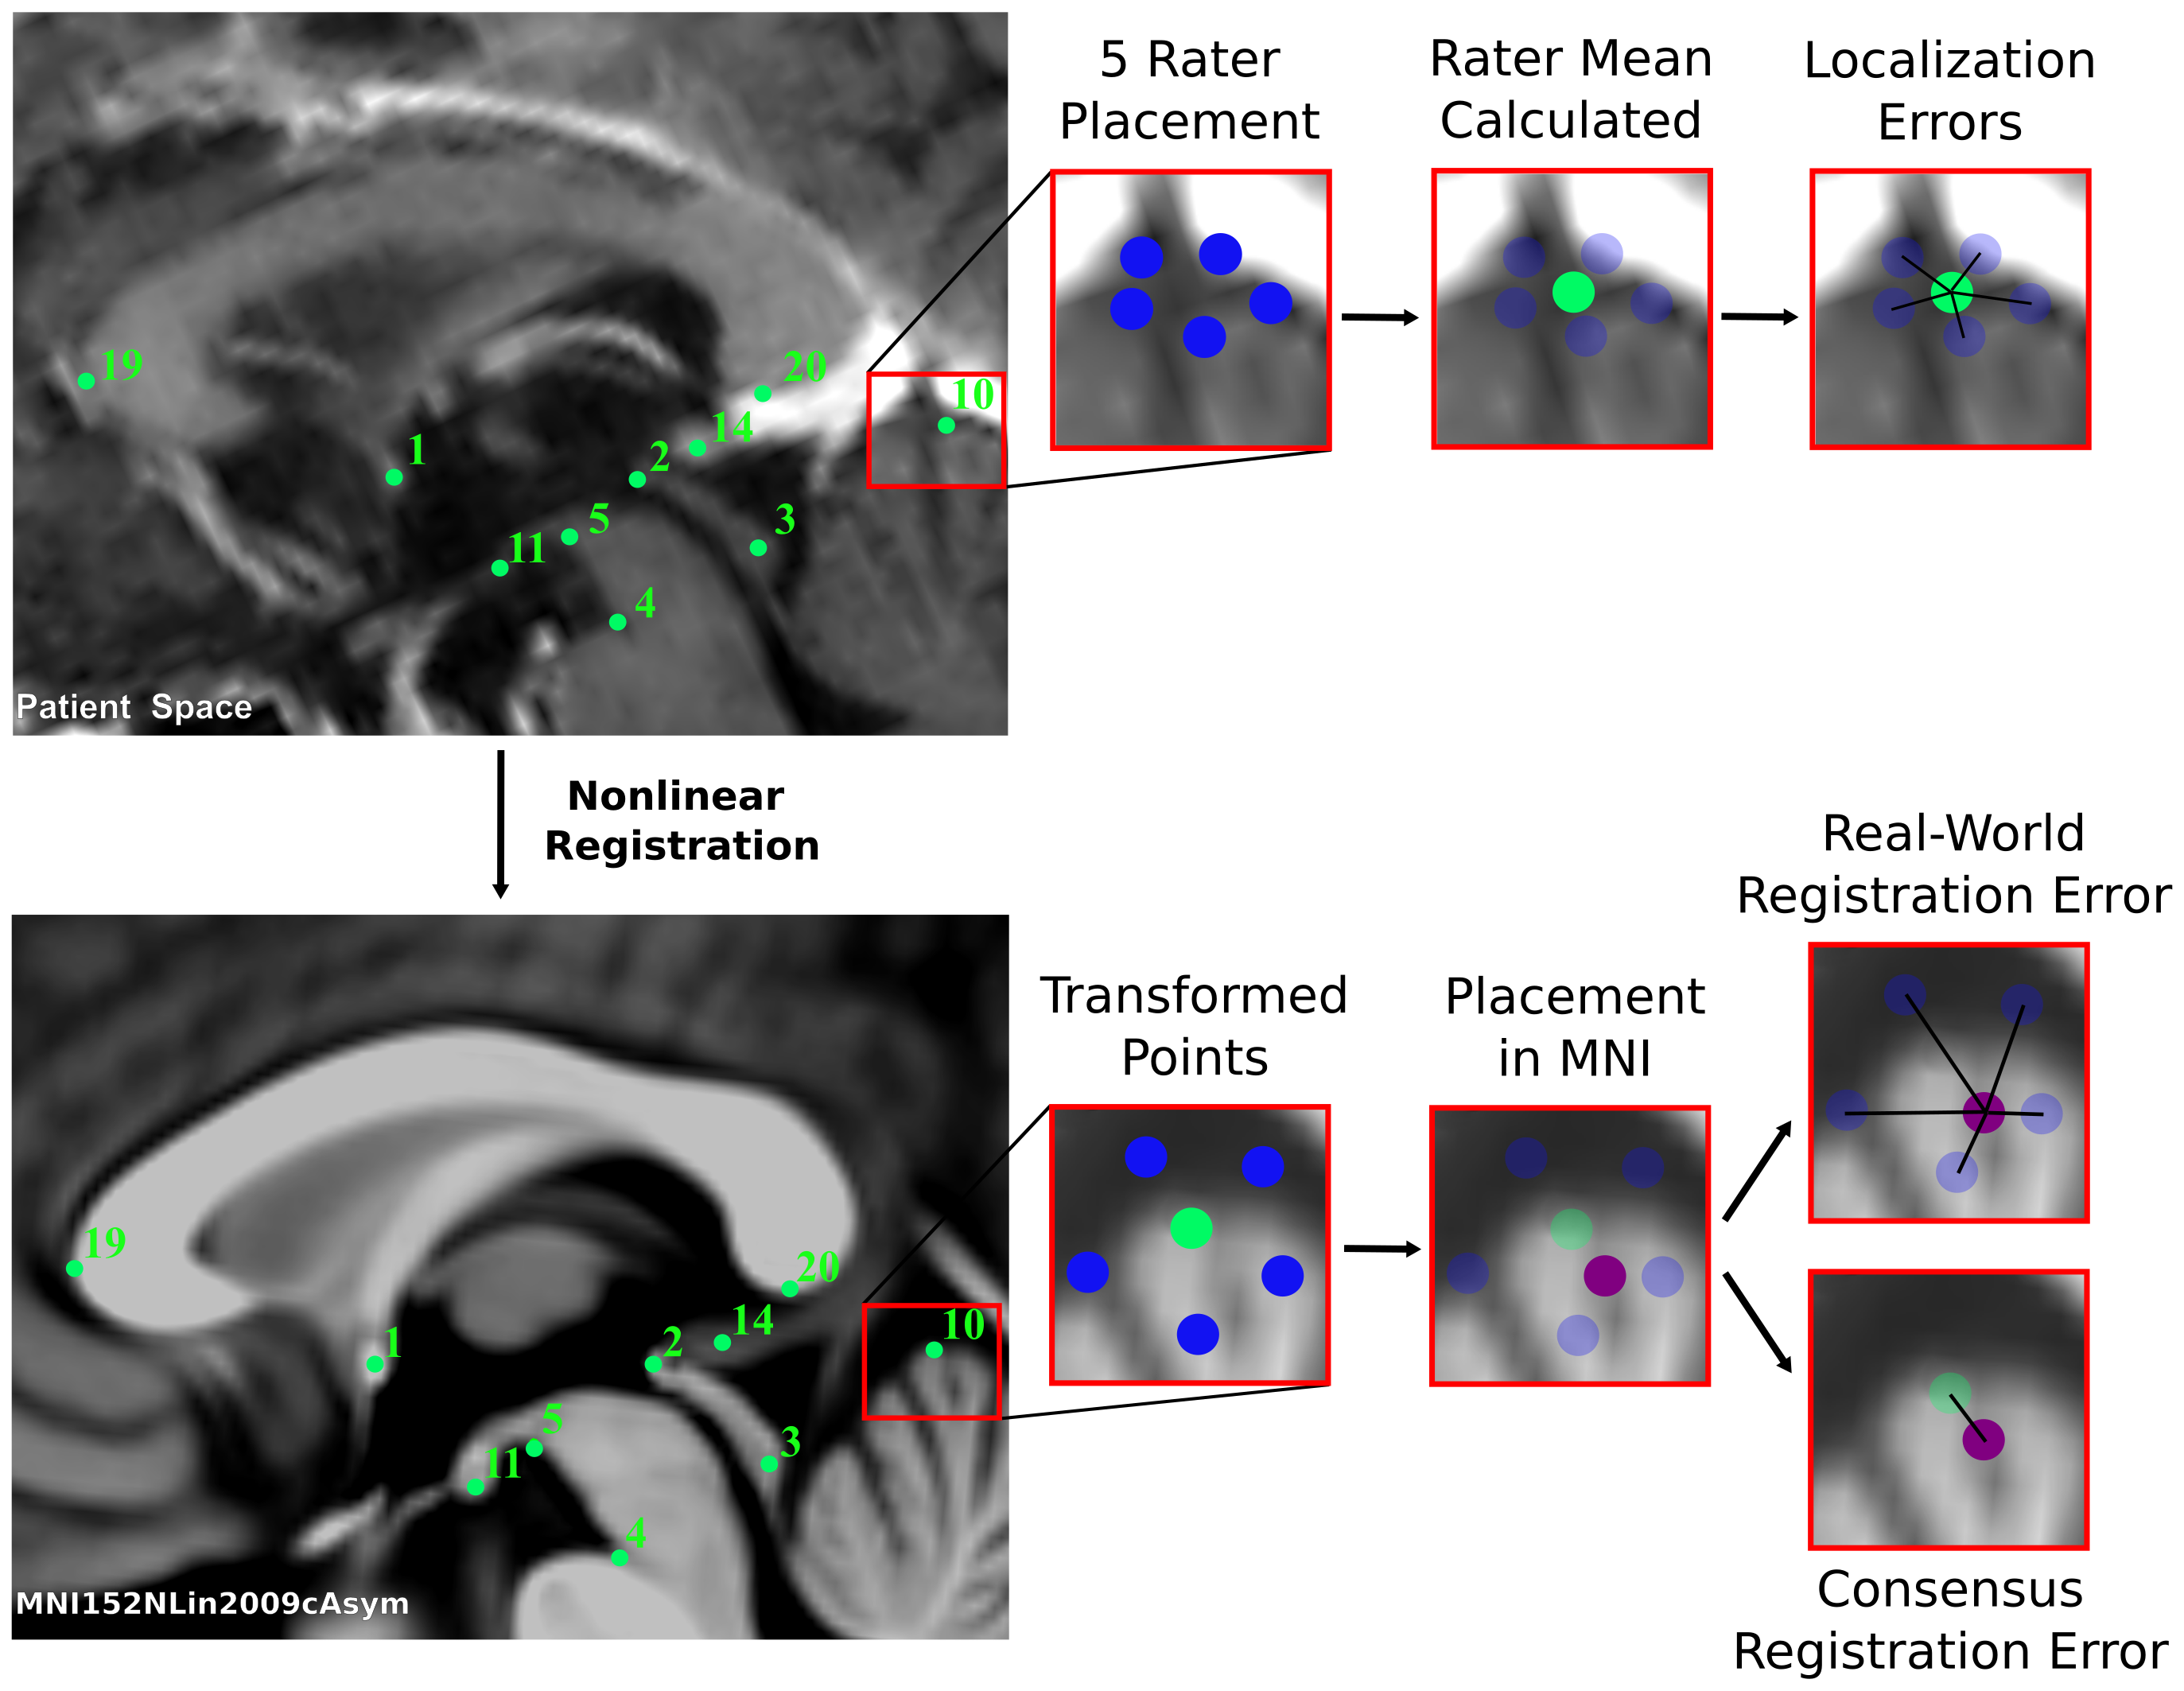 5 Rater
Placement
Rater Mean
Calculated
Localization
Errors
19
20
10
14
1
2
5
3
11
4
Patient Space
Nonlinear
Registration
Real-World
Registration Error
Transformed
Points
Placement
in MNI
19
20
14
10
1
2
5
3
11
4
MNI152NLin2009cAsym
Consensus
Registration Error